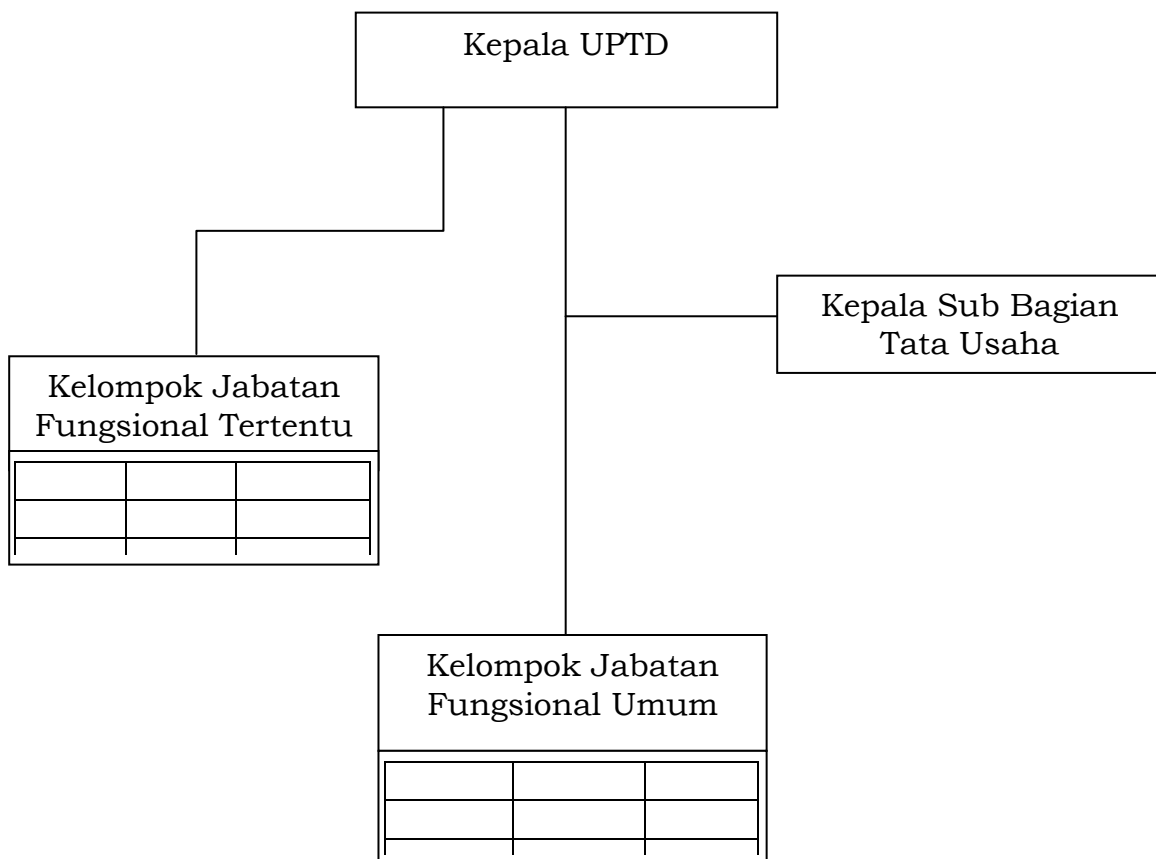 Kepala UPTD
Kepala Sub Bagian
Tata Usaha
Kelompok Jabatan
Fungsional Tertentu
Kelompok Jabatan
Fungsional Umum